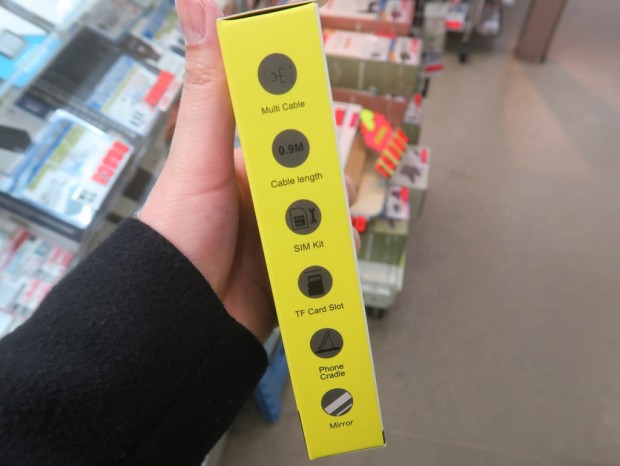 Multi Cable
0.9M
Cable length
SIM Kit
TF Card Slot
Phone
Cradle
Mirror